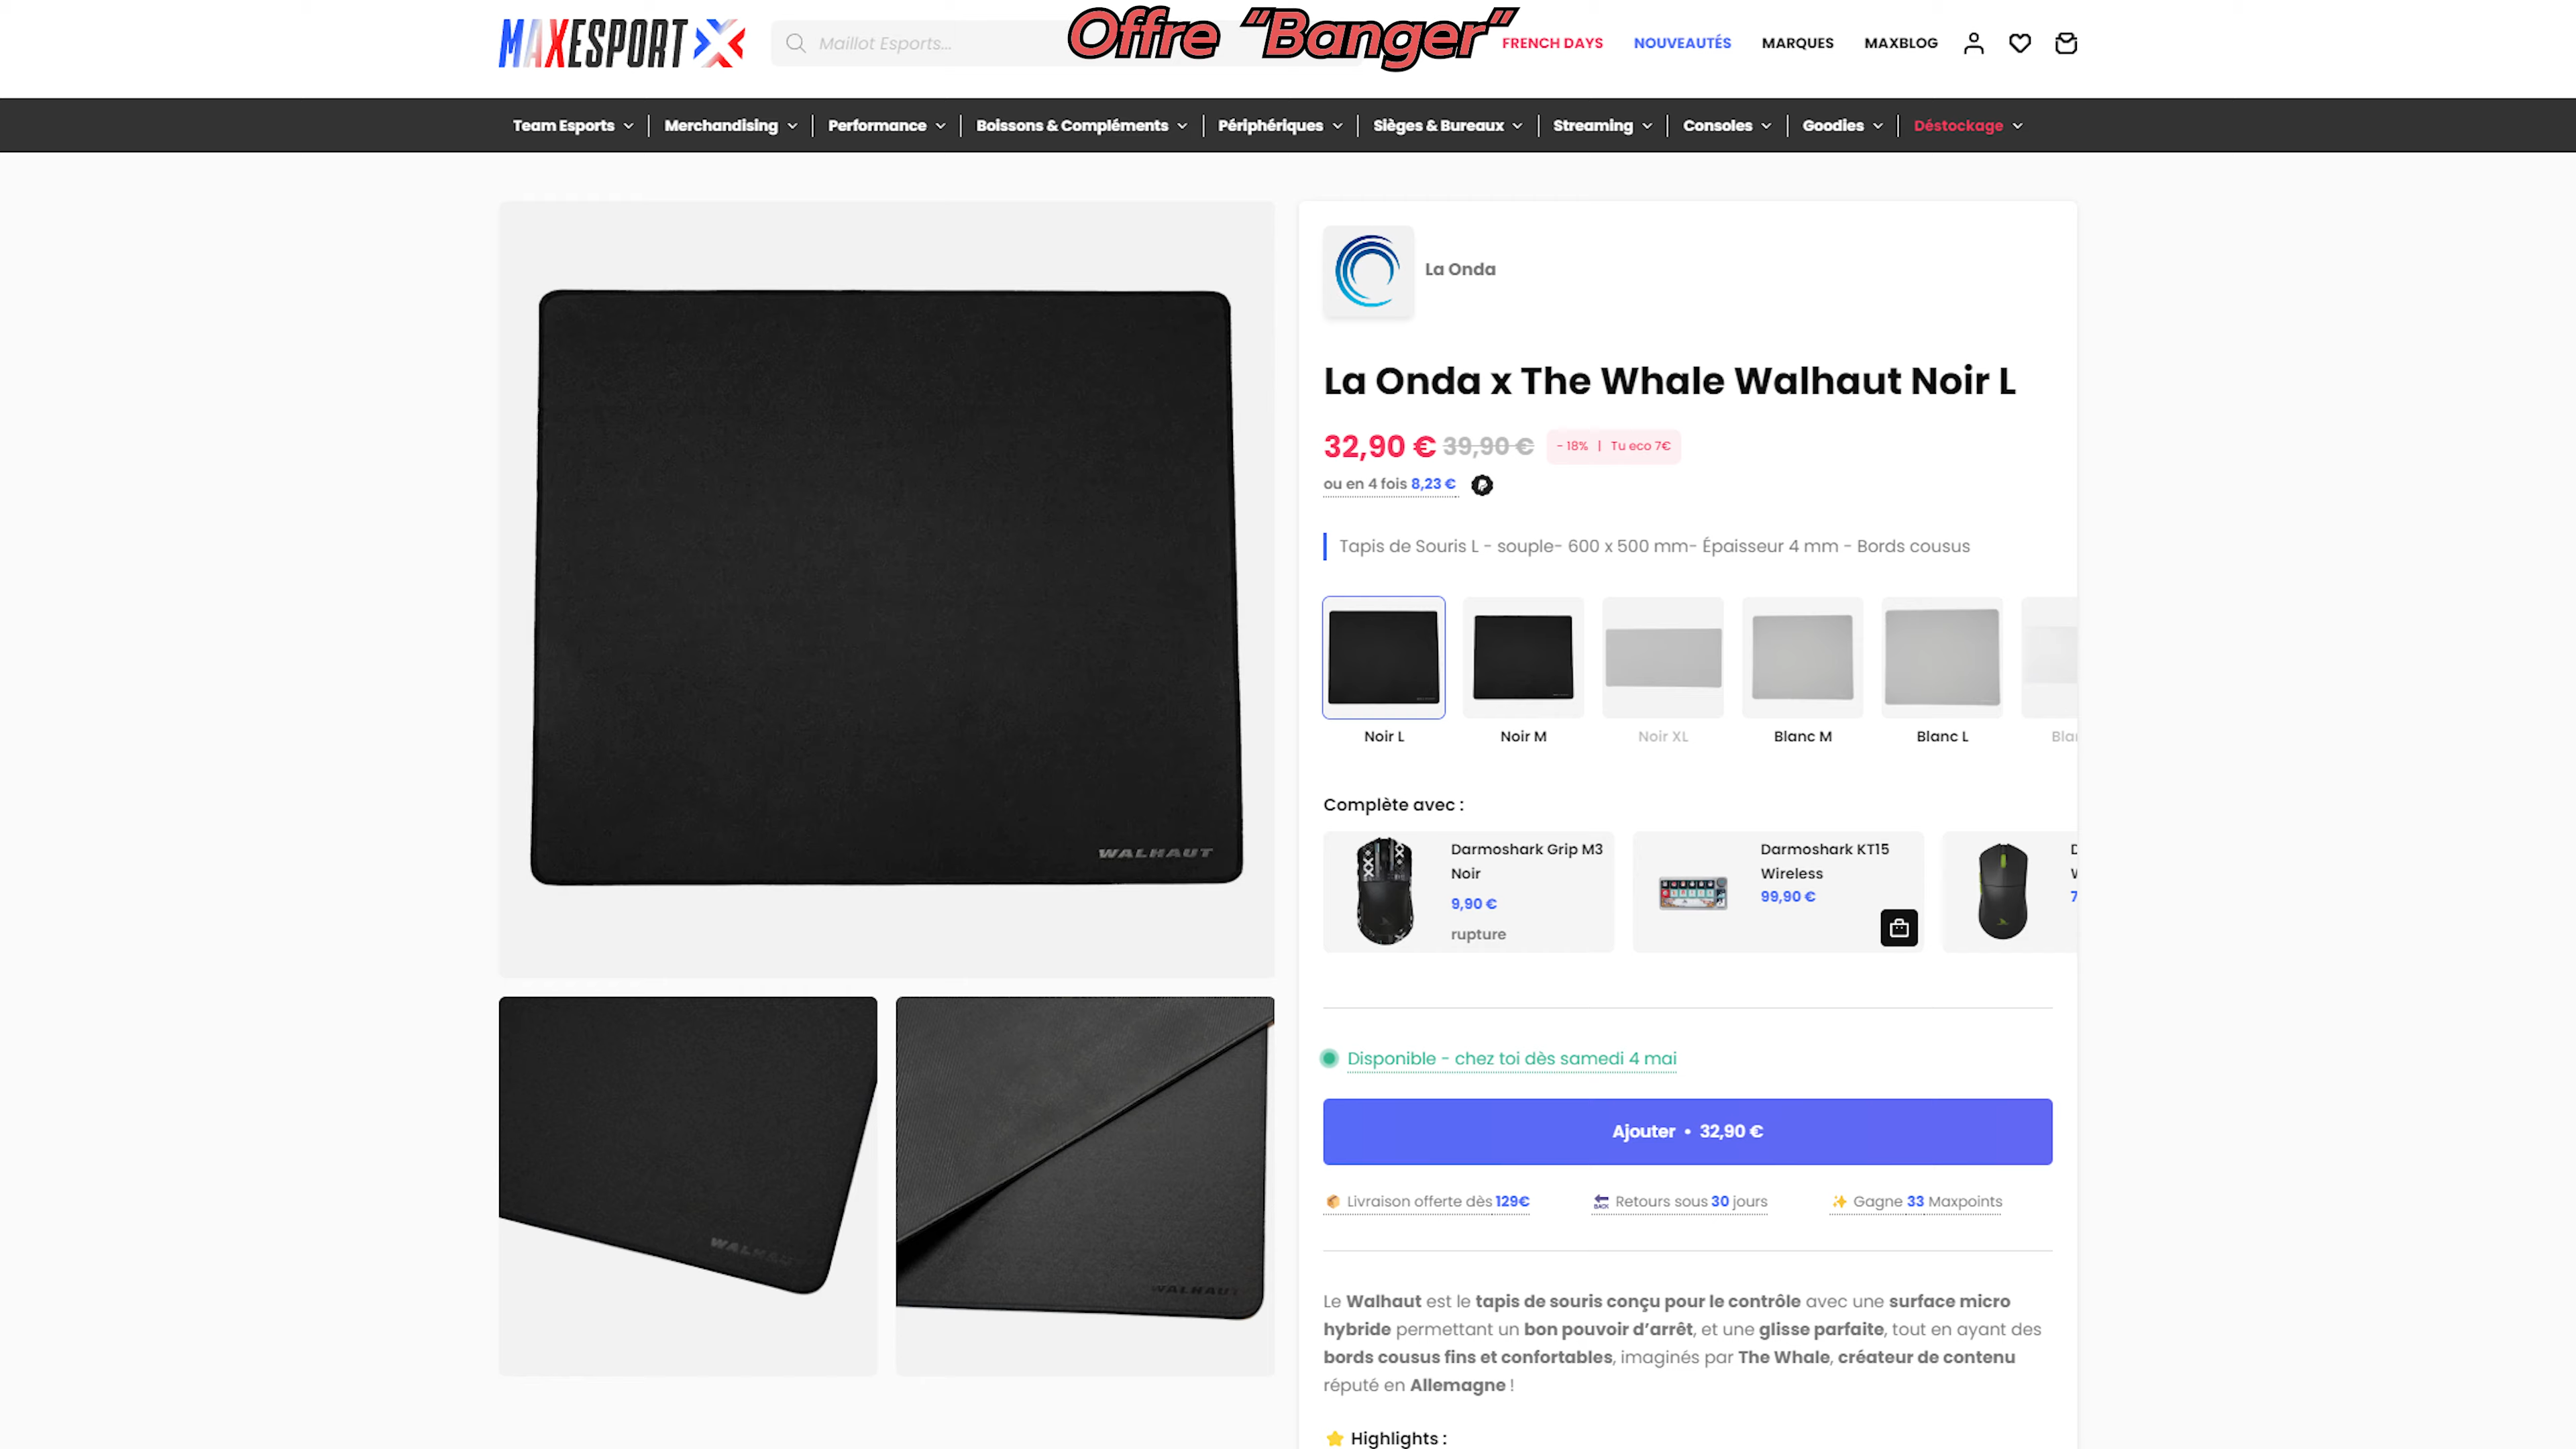 MAXESPORT
Maillot Esports...
Offre "Banger"
FRENCH DAYS
NOUVEAUTÉS
MARQUES
MAXBLOG
Team Esports
Merchandising
Performance
Boissons & Compléments
Périphériques
Sièges & Bureaux
Streaming
Consoles
Goodies
Déstockage
WALHAUT
WALHAUT
WALHAUT
La Onda
La Onda x The Whale Walhaut Noir L
32,90 € 39,90 € - 18% | Tu eco 7€
ou en 4 fois 8,23 €
Tapis de Souris L - souple- 600 x 500 mm- Épaisseur 4 mm - Bords cousus
Noir L
Noir M
Noir XL
Blanc M
Blanc L
Complète avec :
Darmoshark Grip M3
Noir
9,90 €
rupture
Darmoshark KT15
Wireless
99,90 €
Disponible - chez toi dès samedi 4 mai
Ajouter • 32,90 €
Livraison offerte dès 129€
BACK Retours sous 30 jours
Gagne 33 Maxpoints
Le Walhaut est le tapis de souris conçu pour le contrôle avec une surface micro
hybride permettant un bon pouvoir d'arrêt, et une glisse parfaite, tout en ayant des
bords cousus fins et confortables, imaginés par The Whale, créateur de contenu
réputé en Allemagne !
Highlights :